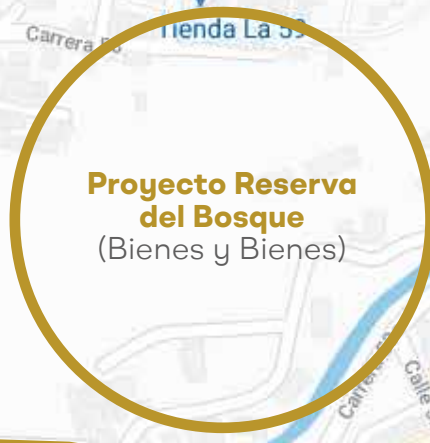 Tienda La 59
Carrera
Proyecto Reserva
del Bosque
(Bienes y Bienes)
Carrera
Calle